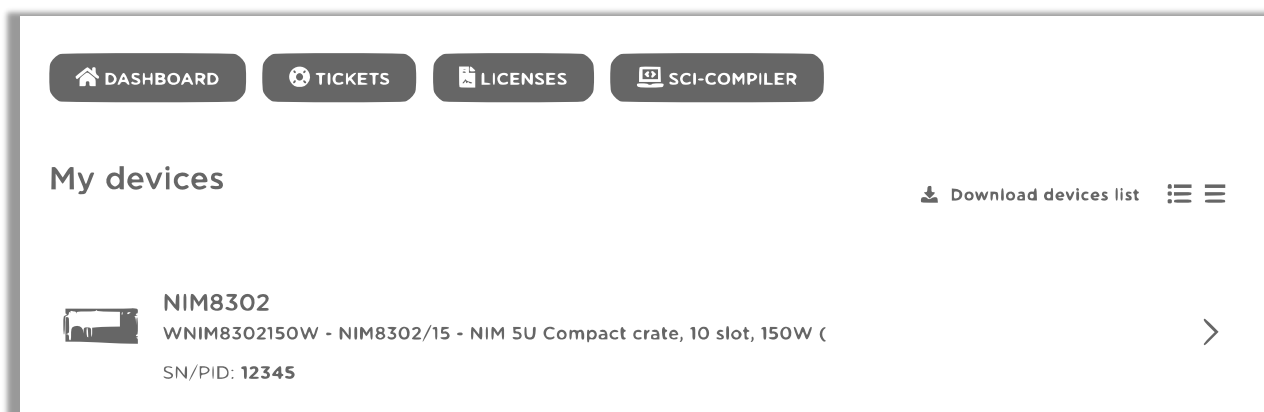 DASHBOARD TICKETS LICENSES SCI-COMPILER
My devices
Download devices list
NIM8302
WNIM8302150W - NIM8302/15 - NIM 5U Compact crate, 10 slot, 150W (
SN/PID: 12345